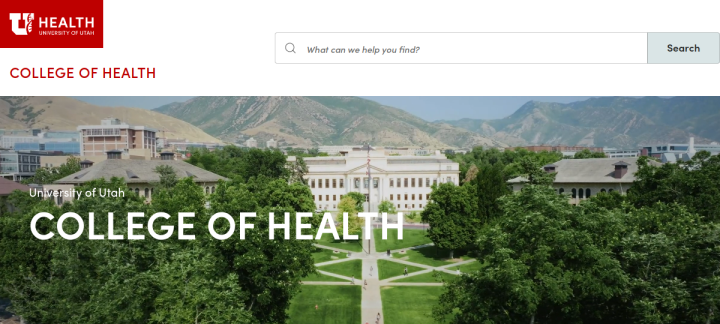 HEALTH
UNIVERSITY OF UTAH
What can we help you find?
Search
COLLEGE OF HEALTH
University of Utah
COLLEGE OF HEALTH